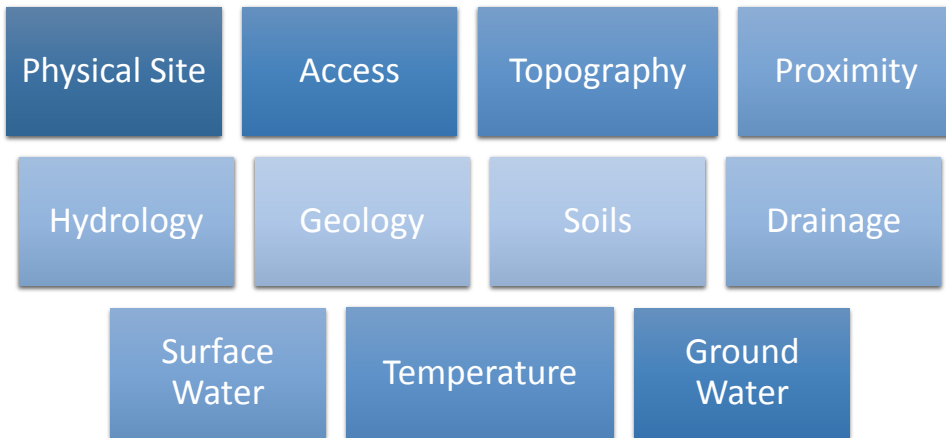 Physical Site
Access
Topography
Proximity
Hydrology
Geology
Soils
Drainage
Surface
Water
Temperature
Ground
Water